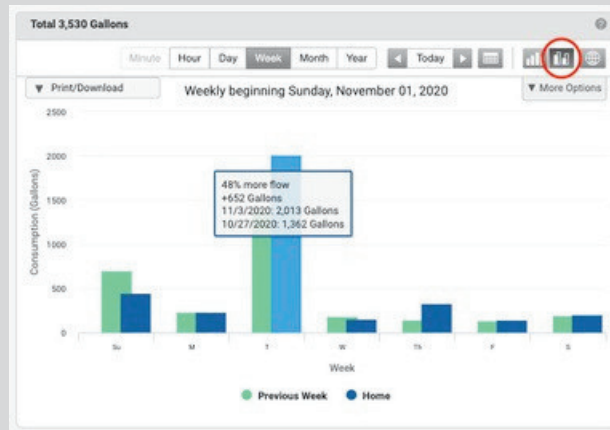 Total 3,530 Gallons
Minute Hour Day Week Month Year Today
Print/Download
Weekly beginning Sunday, November 01, 2020
More Options
2500
2000
1500
1000
500
0
Consumption (Gallons)
48% more flow
+652 Gallons
11/3/2020: 2,013 Gallons
10/27/2020: 1,362 Gallons
Su M T W Th F S
Week
Previous Week Home